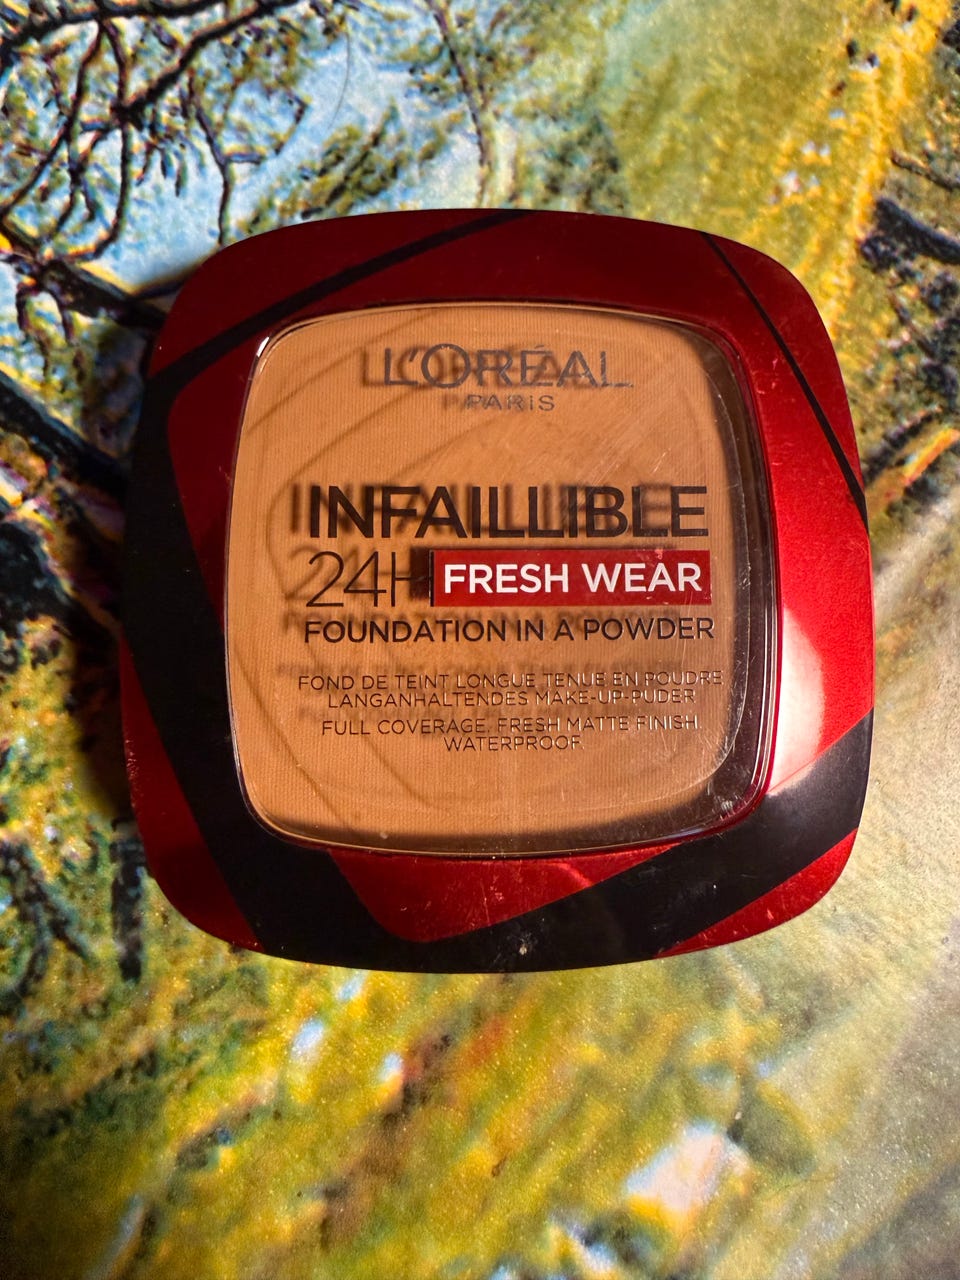 L'ORÉAL
PARIS
INFAILLIBLE
24H FRESH WEAR
FOUNDATION IN A POWDER
FOND DE TEINT LONGUE TENUE EN POUDRE
LANGANHALTENDES MAKE-UP-PUDER
FULL COVERAGE. FRESH MATTE FINISH.
WATERPROOF.